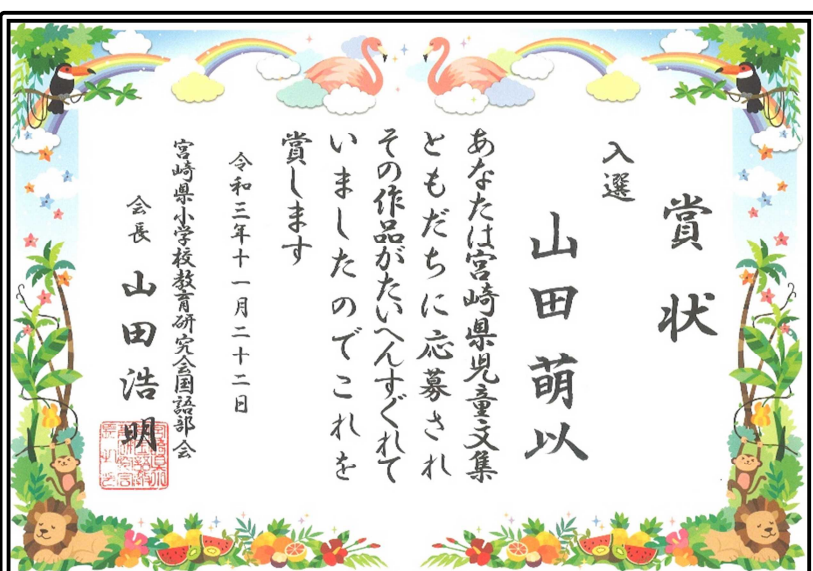 賞状
入選
山田萌以
あなたは宮崎県児童文集
ともだちに応募され
その作品がたいへんすぐれて
いましたのでこれを
賞します
令和三年十一月二十二日
宮崎県小学校教育研究会国語部会
会長 山田浩明